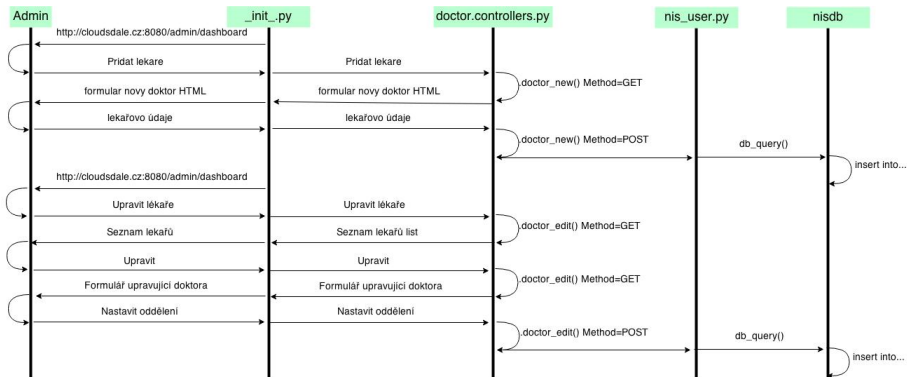 Admin
_init_.py
doctor.controllers.py
nis_user.py
nisdb
http://cloudsdale.cz:8080/admin/dashboard
Pridat lekare
Pridat lekare
.doctor_new() Method=GET
formular novy doktor HTML
formular novy doktor HTML
lekařovo údaje
lekařovo údaje
.doctor_new() Method=POST
db_query()
insert into...
http://cloudsdale.cz:8080/admin/dashboard
Upravit lékaře
Upravit lékaře
.doctor_edit() Method=GET
Seznam lekařů
Seznam lekařů list
Upravit
Upravit
.doctor_edit() Method=GET
Formulář upravujíci doktora
Formulář upravujíci doktora
Nastavit oddělení
Nastavit oddělení
.doctor_edit() Method=POST
db_query()
insert into...